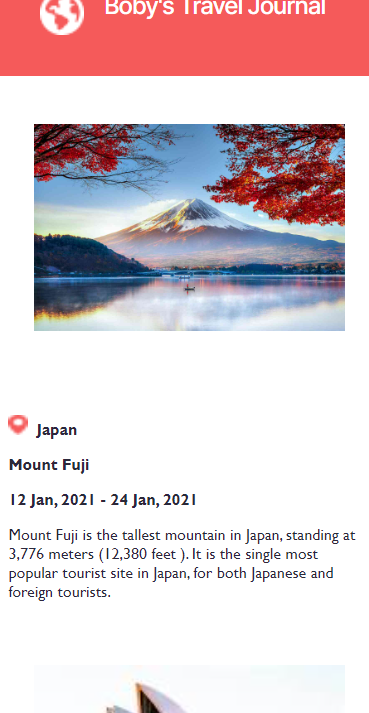 Boby's Travel Journal
Japan
Mount Fuji
12 Jan, 2021 - 24 Jan, 2021
Mount Fuji is the tallest mountain in Japan, standing at
3,776 meters (12,380 feet ). It is the single most
popular tourist site in Japan, for both Japanese and
foreign tourists.